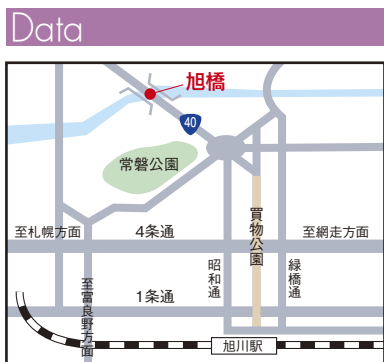 Data
旭橋
40
常磐公園
至札幌方面
4条通
買物公園
至網走方面
昭和通
緑橋通
至富良野方面
1条通
旭川駅